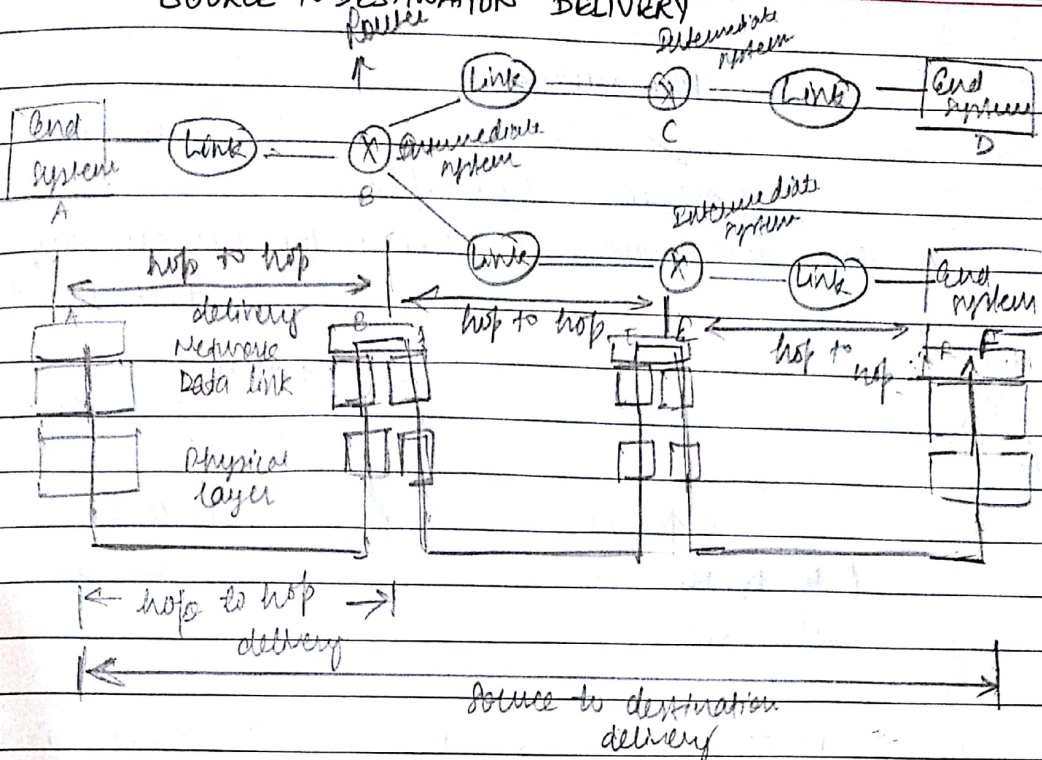 SOURCE TO DESTINATION DELIVERY
Router
Intermediate
system
Link
X
C
Link
End
System
D
End
System
A
Link
X
B
Intermediate
system
Intermediate
system
Link
X
Link
End
System
hop to hop
delivery
hop to hop
hop to
hop
A
B
E
E
F
F
Network
Data link
Physical
layer
hop to hop
delivery
Source to destination
delivery